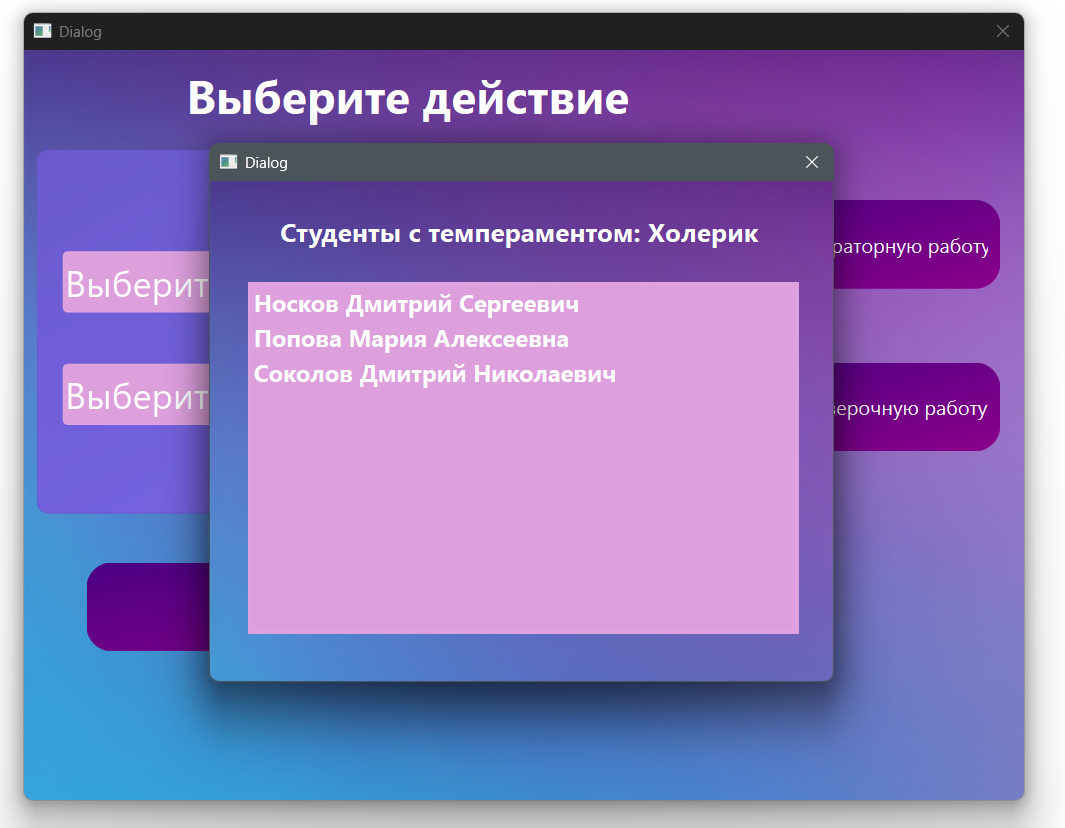 Dialog
Выберите действие
Dialog
Студенты с темпераментом: Холерик
Носков Дмитрий Сергеевич
Попова Мария Алексеевна
Соколов Дмитрий Николаевич
Выберит
раторную работу
Выберит
верочную работу